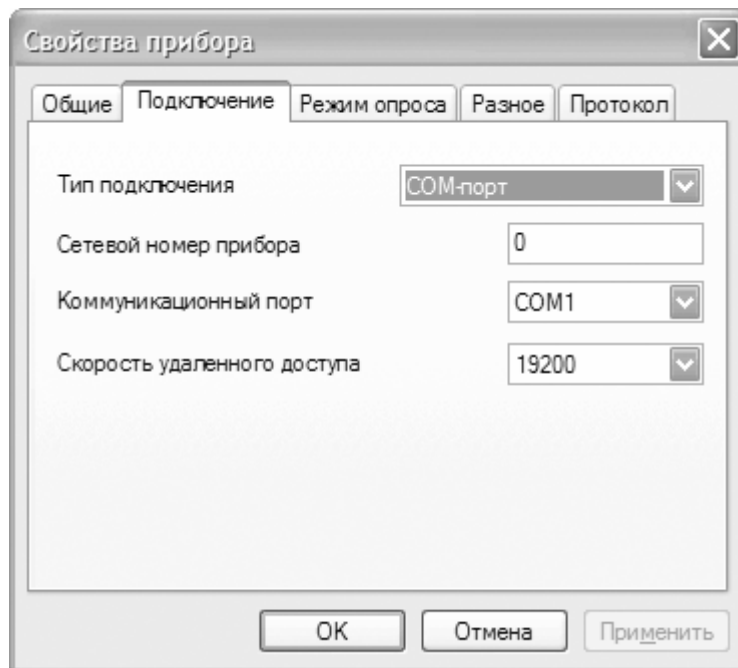 Свойства прибора
Общие Подключение Режим опроса Разное Протокол
Тип подключения COM-порт
Сетевой номер прибора 0
Коммуникационный порт COM1
Скорость удаленного доступа 19200
OK Отмена Применить